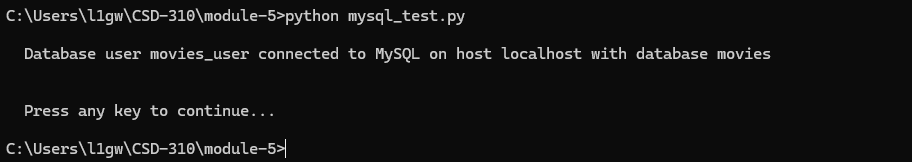 C:\Users\l1gw\CSD-310\module-5>python mysql_test.py
Database user movies_user connected to MySQL on host localhost with database movies
Press any key to continue...
C:\Users\l1gw\CSD-310\module-5>